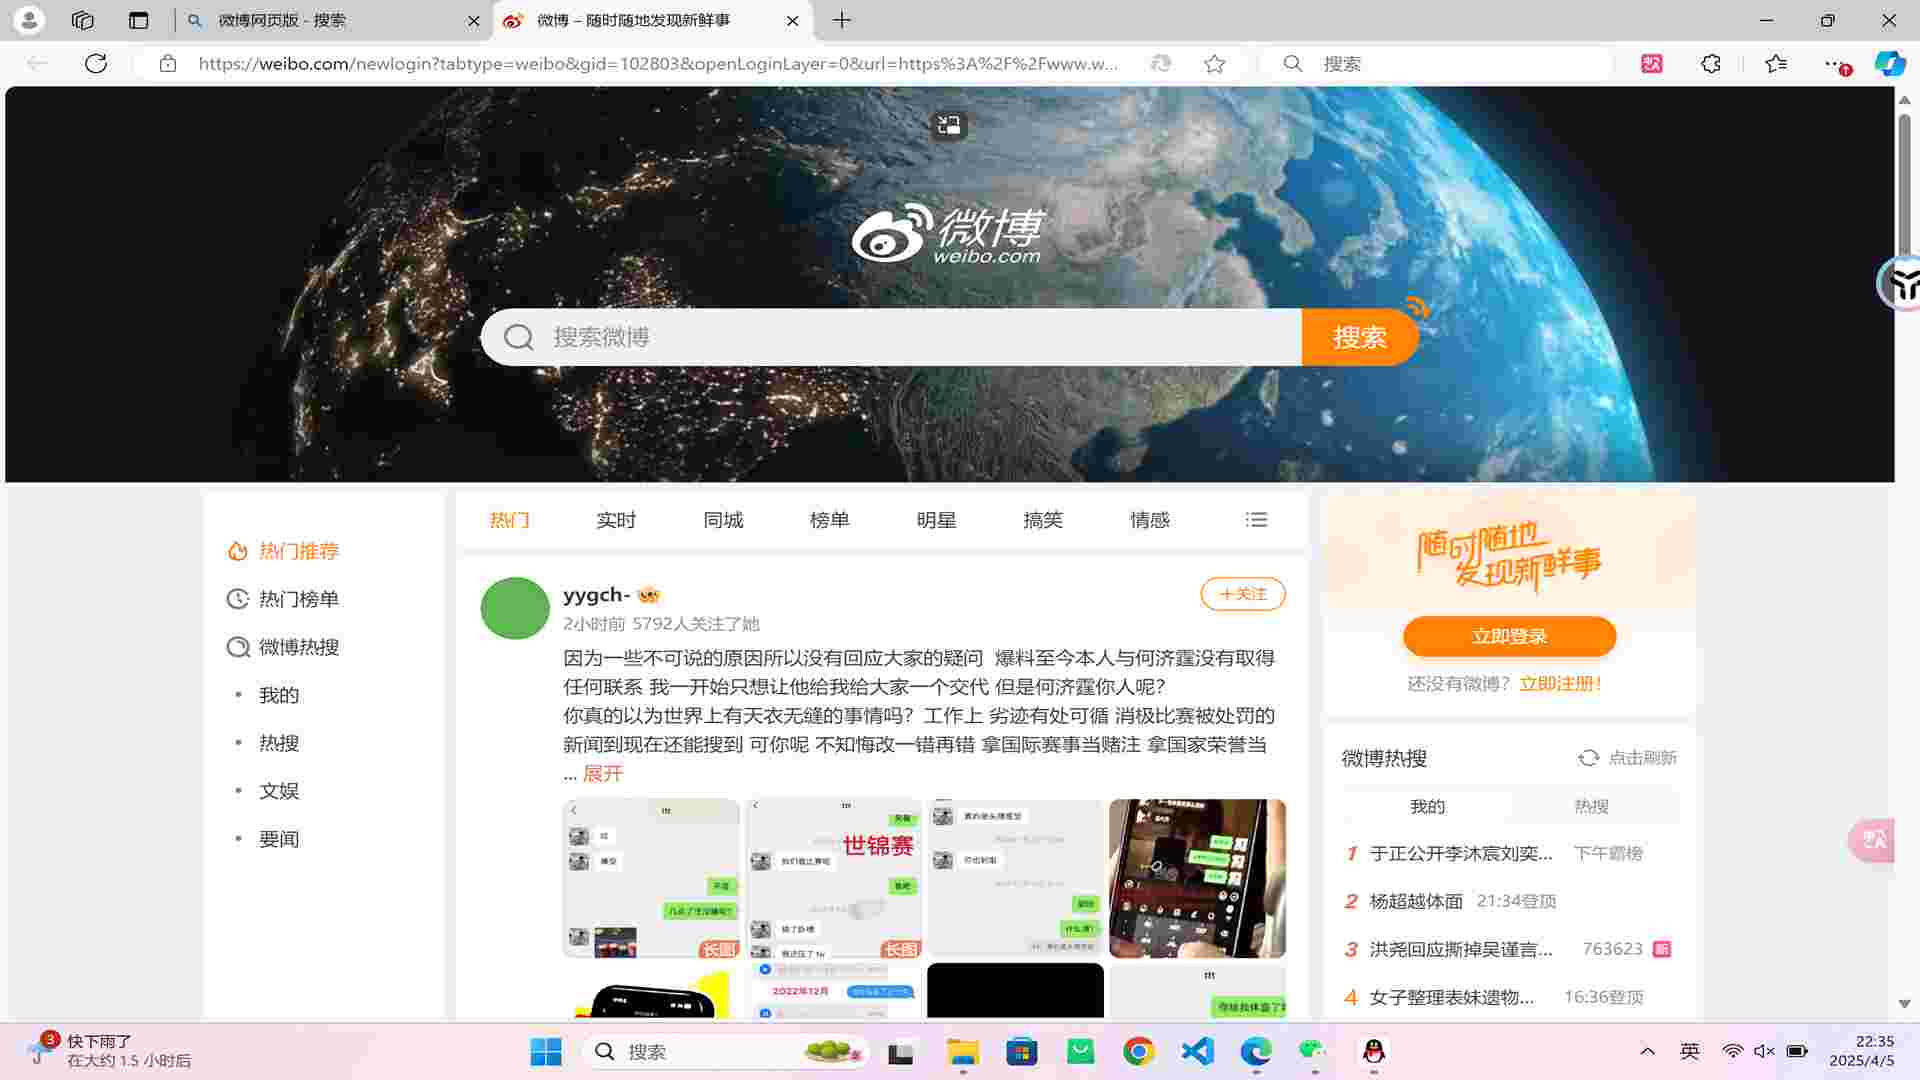 微博网页版 - 搜索
微博 – 随时随地发现新鲜事
https://weibo.com/newlogin?tabtype=weibo&gid=102803&openLoginLayer=0&url=https%3A%2F%2Fwww.w...
搜索
微博
weibo.com
搜索微博
搜索
热门推荐
热门榜单
微博热搜
我的
热搜
文娱
要闻
热门 实时 同城 榜单 明星 搞笑 情感
yygch-
+关注
2小时前 5792人关注了她
因为一些不可说的原因所以没有回应大家的疑问 爆料至今本人与何济霆没有取得
任何联系 我一开始只想让他给我给大家一个交代 但是何济霆你人呢?
你真的以为世界上有天衣无缝的事情吗? 工作上 劣迹有处可循 消极比赛被处罚的
新闻到现在还能搜到 可你呢 不知悔改一错再错 拿国际赛事当赌注 拿国家荣誉当
... 展开
世锦赛
长图
长图
2022年12月
随时随地
发现新鲜事
立即登录
还没有微博? 立即注册!
微博热搜
点击刷新
我的 热搜
1 于正公开李沐宸刘奕... 下午霸榜
2 杨超越体面 21:34登顶
3 洪尧回应撕掉吴谨言... 763623 新
4 女子整理表妹遗物... 16:36登顶
3
快下雨了
在大约 1.5 小时后
搜索
英
22:35
2025/4/5